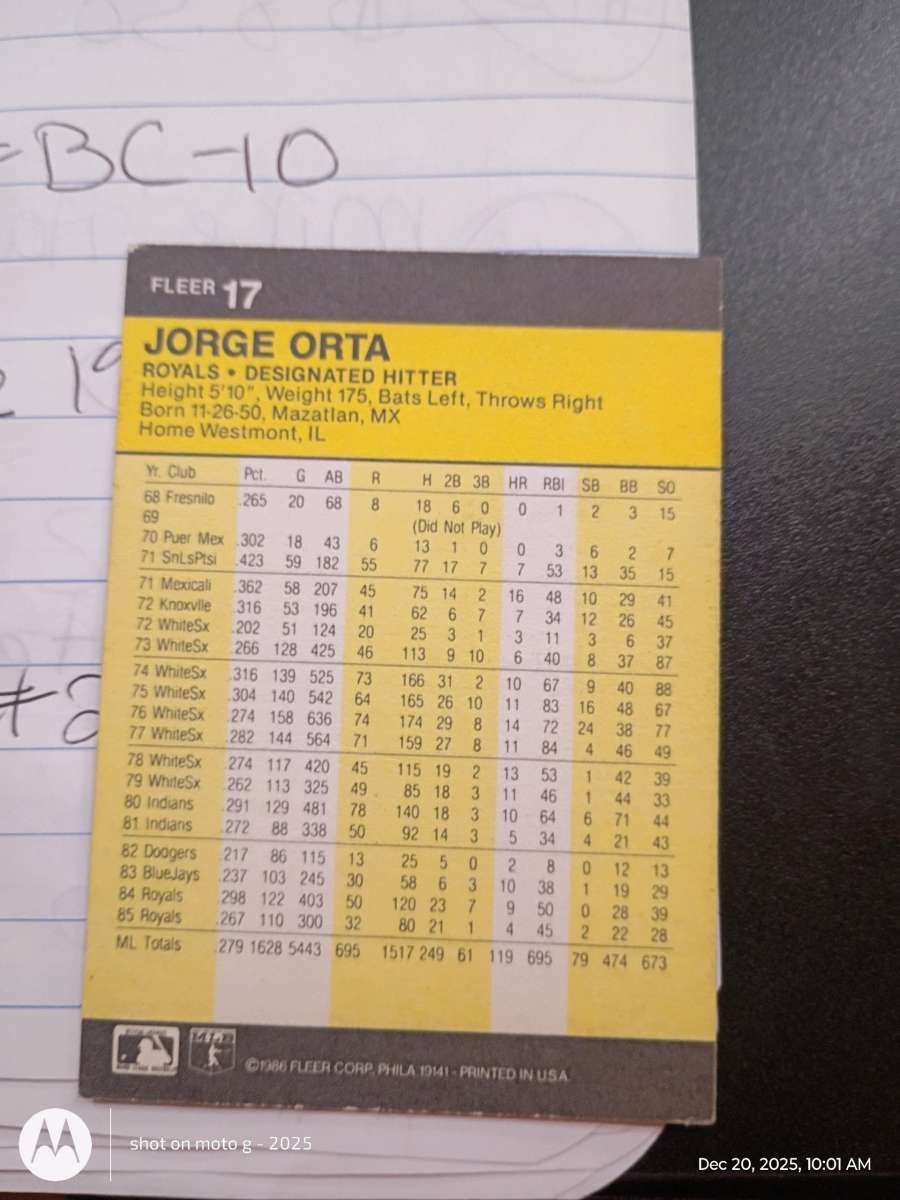 =BC-10
FLEER 17
JORGE ORTA
ROYALS • DESIGNATED HITTER
Height 5'10", Weight 175, Bats Left, Throws Right
Born 11-26-50, Mazatlan, MX
Home Westmont, IL
Yr. Club Pct. G AB R H 2B 3B HR RBI SB BB SO
68 Fresnilo .265 20 68 8 18 6 0 0 1 2 3 15
69 (Did Not Play)
70 Puer Mex .302 18 43 6 13 1 0 0 3 6 2 7
71 SnLsPtsi .423 59 182 55 77 17 7 7 53 13 35 15
71 Mexicali .362 58 207 45 75 14 2 16 48 10 29 41
72 Knoxvlle .316 53 196 41 62 6 7 7 34 12 26 45
72 WhiteSx .202 51 124 20 25 3 1 3 11 3 6 37
73 WhiteSx .266 128 425 46 113 9 10 6 40 8 37 87
74 WhiteSx .316 139 525 73 166 31 2 10 67 9 40 88
75 WhiteSx .304 140 542 64 165 26 10 11 83 16 48 67
76 WhiteSx .274 158 636 74 174 29 8 14 72 24 38 77
77 WhiteSx .282 144 564 71 159 27 8 11 84 4 46 49
78 WhiteSx .274 117 420 45 115 19 2 13 53 1 42 39
79 WhiteSx .262 113 325 49 85 18 3 11 46 1 44 33
80 Indians .291 129 481 78 140 18 3 10 64 6 71 44
81 Indians .272 88 338 50 92 14 3 5 34 4 21 43
82 Dodgers .217 86 115 13 25 5 0 2 8 0 12 13
83 BlueJays .237 103 245 30 58 6 3 10 38 1 19 29
84 Royals .298 122 403 50 120 23 7 9 50 0 28 39
85 Royals .267 110 300 32 80 21 1 4 45 2 22 28
ML Totals .279 1628 5443 695 1517 249 61 119 695 79 474 673
©1986 FLEER CORP. PHILA 19141 - PRINTED IN U.S.A.
shot on moto g - 2025
Dec 20, 2025, 10:01 AM